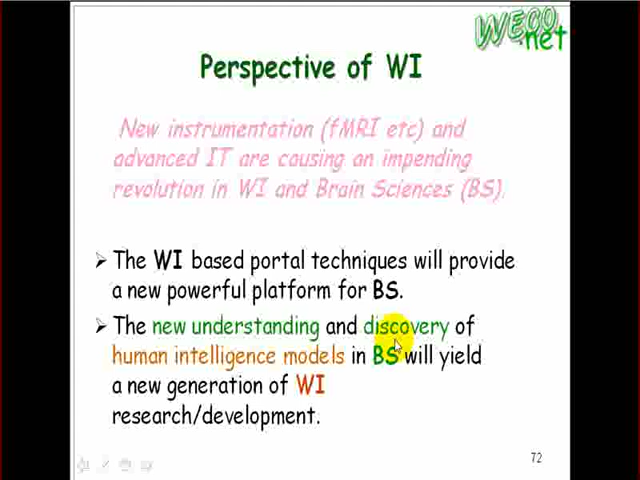 WECO
.net
Perspective of WI
New instrumentation (fMRI etc) and
advanced IT are causing an impending
revolution in WI and Brain Sciences (BS).
➢ The WI based portal techniques will provide
a new powerful platform for BS.
➢ The new understanding and discovery of
human intelligence models in BS will yield
a new generation of WI
research/development.
72